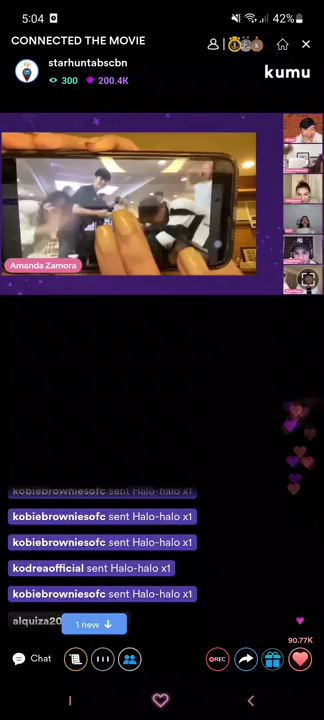 5:04
42%
CONNECTED THE MOVIE
starhuntabscbn
300
200.4K
kumu
Amanda Zamora
kobiebrowniesofc sent Halo-halo x1
kobiebrowniesofc sent Halo-halo x1
kobiebrowniesofc sent Halo-halo x1
kodreaofficial sent Halo-halo x1
kobiebrowniesofc sent Halo-halo x1
alquiza20
1 new
90.77K
Chat
REC